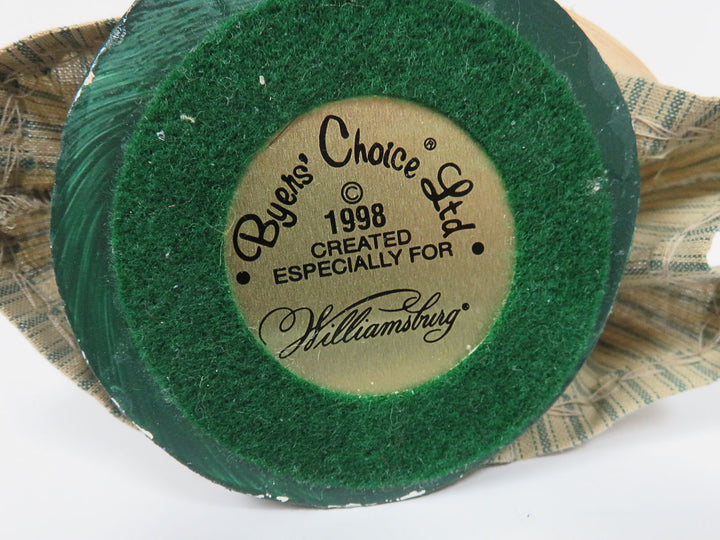 Byers' Choice® Ltd
©
1998
CREATED
ESPECIALLY FOR
Williamsburg®